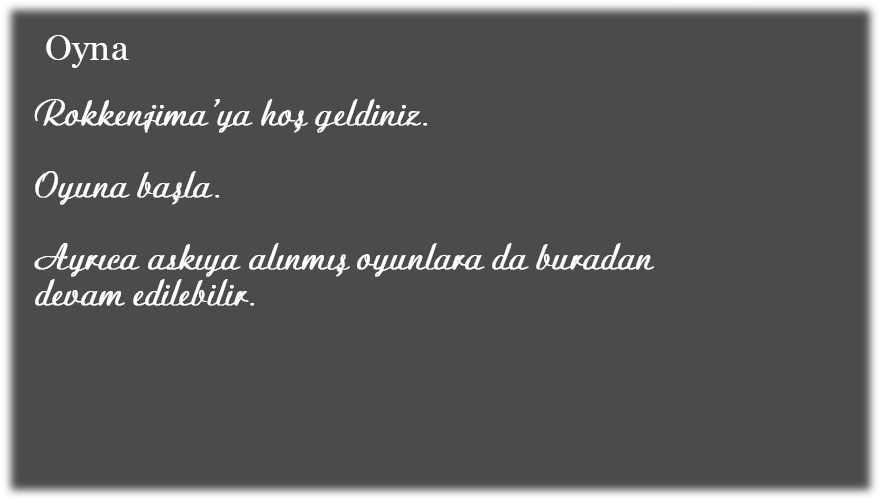 Oyna
Rokkenjima’ya hoş geldiniz.
Oyuna başla.
Ayrıca askıya alınmış oyunlara da buradan
devam edilebilir.